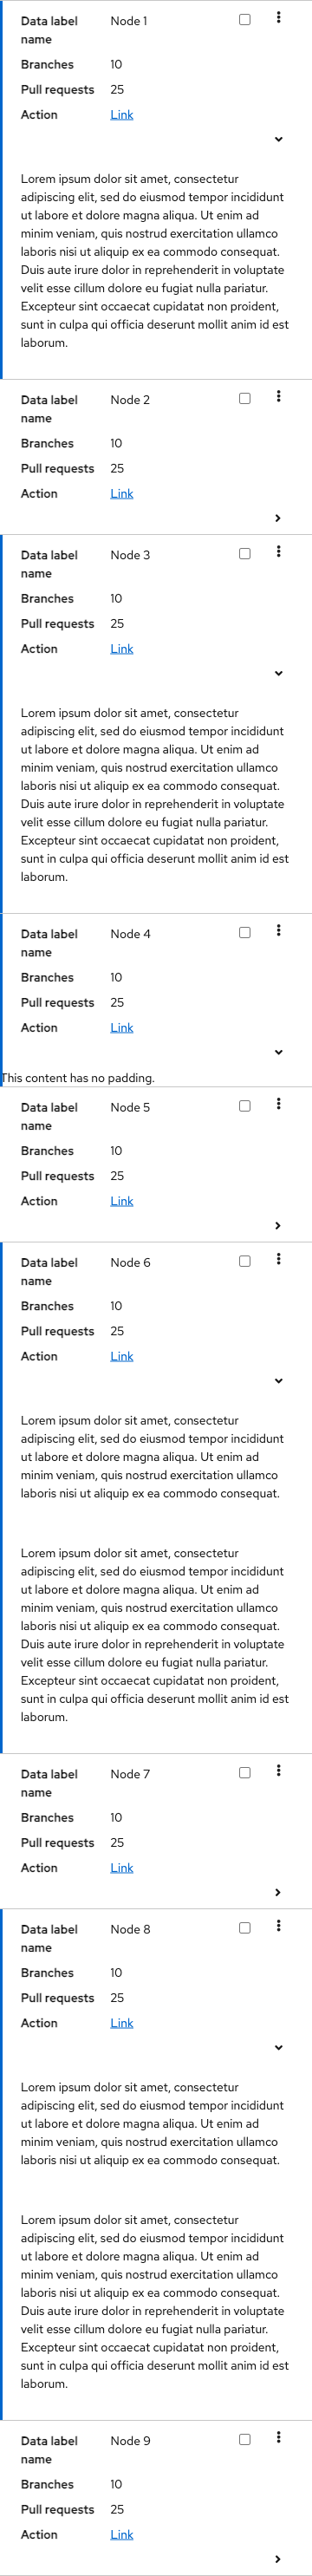 Data label name Node 1
Branches 10
Pull requests 25
Action Link
Lorem ipsum dolor sit amet, consectetur
adipiscing elit, sed do eiusmod tempor incididunt
ut labore et dolore magna aliqua. Ut enim ad
minim veniam, quis nostrud exercitation ullamco
laboris nisi ut aliquip ex ea commodo consequat.
Duis aute irure dolor in reprehenderit in voluptate
velit esse cillum dolore eu fugiat nulla pariatur.
Excepteur sint occaecat cupidatat non proident,
sunt in culpa qui officia deserunt mollit anim id est
laborum.
Data label name Node 2
Branches 10
Pull requests 25
Action Link
Data label name Node 3
Branches 10
Pull requests 25
Action Link
Lorem ipsum dolor sit amet, consectetur
adipiscing elit, sed do eiusmod tempor incididunt
ut labore et dolore magna aliqua. Ut enim ad
minim veniam, quis nostrud exercitation ullamco
laboris nisi ut aliquip ex ea commodo consequat.
Duis aute irure dolor in reprehenderit in voluptate
velit esse cillum dolore eu fugiat nulla pariatur.
Excepteur sint occaecat cupidatat non proident,
sunt in culpa qui officia deserunt mollit anim id est
laborum.
Data label name Node 4
Branches 10
Pull requests 25
Action Link
This content has no padding.
Data label name Node 5
Branches 10
Pull requests 25
Action Link
Data label name Node 6
Branches 10
Pull requests 25
Action Link
Lorem ipsum dolor sit amet, consectetur
adipiscing elit, sed do eiusmod tempor incididunt
ut labore et dolore magna aliqua. Ut enim ad
minim veniam, quis nostrud exercitation ullamco
laboris nisi ut aliquip ex ea commodo consequat.
Lorem ipsum dolor sit amet, consectetur
adipiscing elit, sed do eiusmod tempor incididunt
ut labore et dolore magna aliqua. Ut enim ad
minim veniam, quis nostrud exercitation ullamco
laboris nisi ut aliquip ex ea commodo consequat.
Duis aute irure dolor in reprehenderit in voluptate
velit esse cillum dolore eu fugiat nulla pariatur.
Excepteur sint occaecat cupidatat non proident,
sunt in culpa qui officia deserunt mollit anim id est
laborum.
Data label name Node 7
Branches 10
Pull requests 25
Action Link
Data label name Node 8
Branches 10
Pull requests 25
Action Link
Lorem ipsum dolor sit amet, consectetur
adipiscing elit, sed do eiusmod tempor incididunt
ut labore et dolore magna aliqua. Ut enim ad
minim veniam, quis nostrud exercitation ullamco
laboris nisi ut aliquip ex ea commodo consequat.
Lorem ipsum dolor sit amet, consectetur
adipiscing elit, sed do eiusmod tempor incididunt
ut labore et dolore magna aliqua. Ut enim ad
minim veniam, quis nostrud exercitation ullamco
laboris nisi ut aliquip ex ea commodo consequat.
Duis aute irure dolor in reprehenderit in voluptate
velit esse cillum dolore eu fugiat nulla pariatur.
Excepteur sint occaecat cupidatat non proident,
sunt in culpa qui officia deserunt mollit anim id est
laborum.
Data label name Node 9
Branches 10
Pull requests 25
Action Link